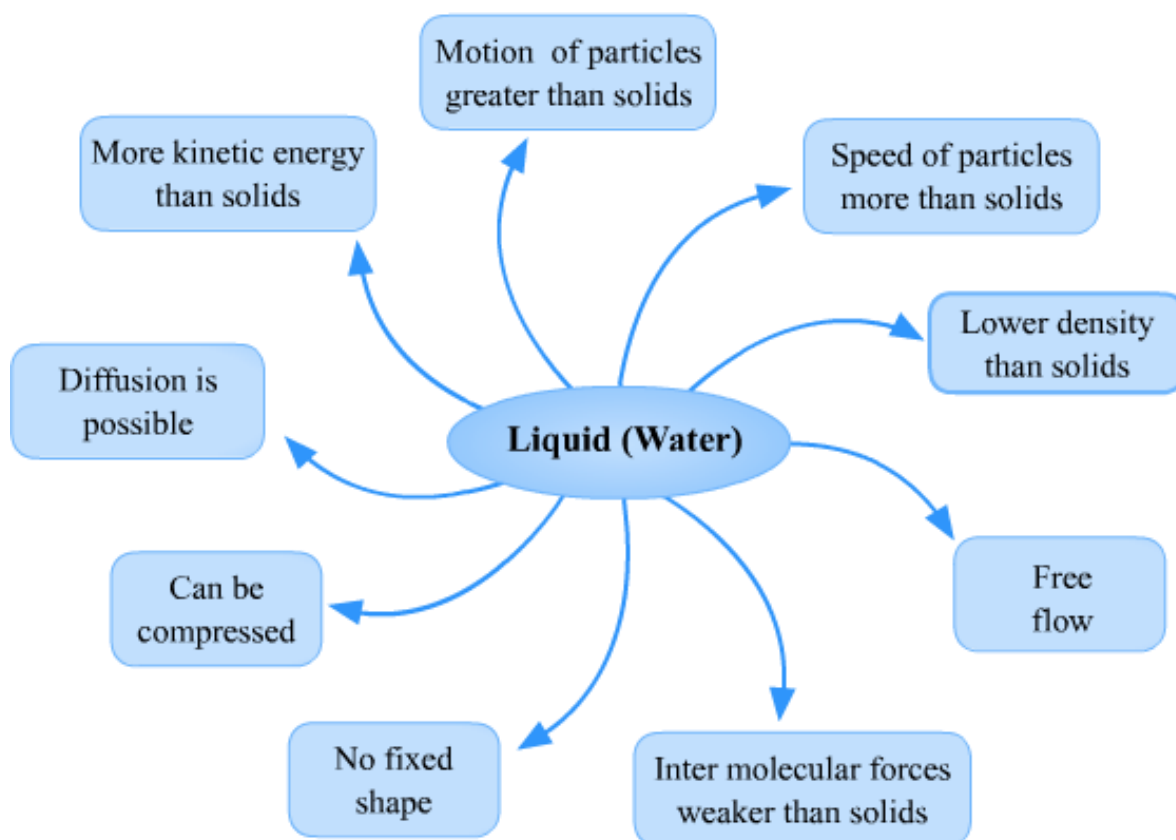 Motion of particles
greater than solids
More kinetic energy
than solids
Speed of particles
more than solids
Lower density
than solids
Diffusion is
possible
Liquid (Water)
Can be
compressed
Free
flow
No fixed
shape
Inter molecular forces
weaker than solids